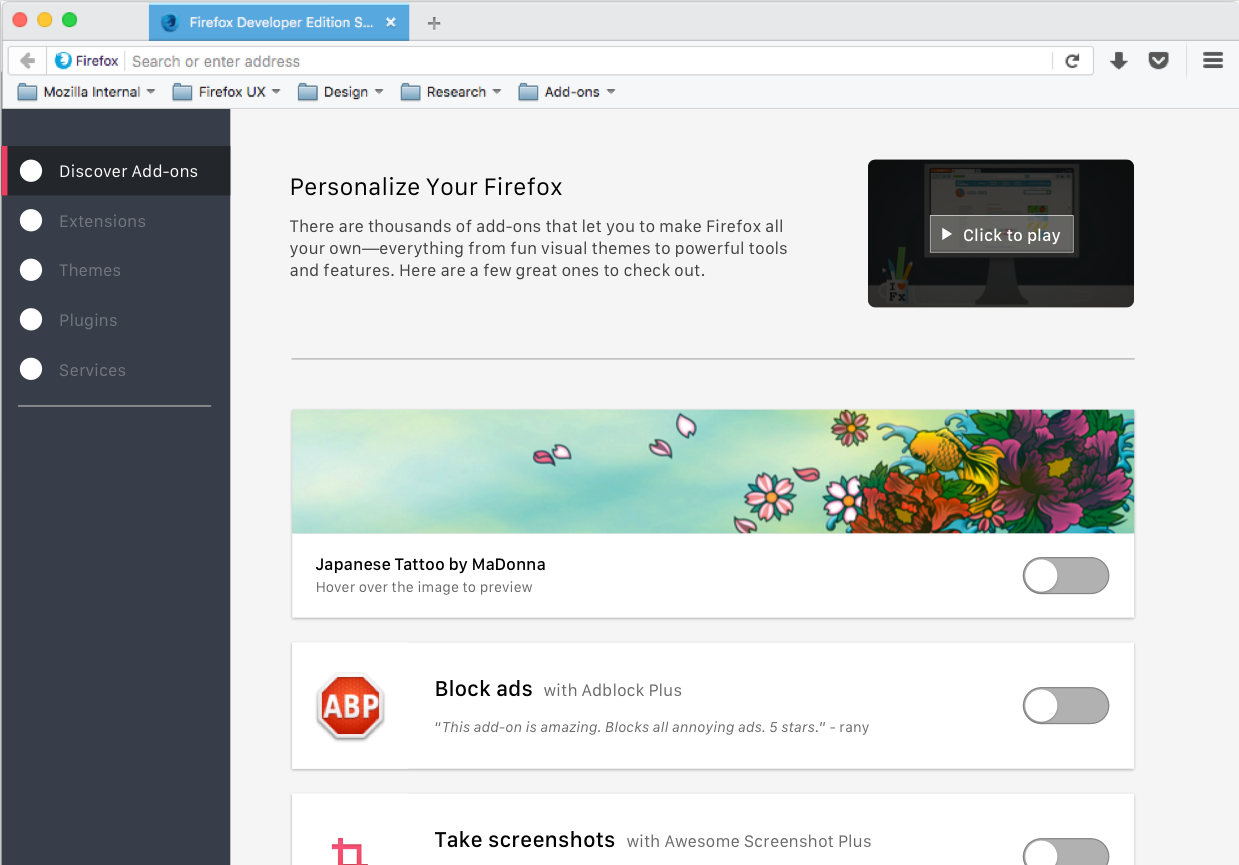 Firefox Developer Edition S...
Firefox
Search or enter address
Mozilla Internal
Firefox UX
Design
Research
Add-ons
Discover Add-ons
Extensions
Themes
Plugins
Services
Personalize Your Firefox
There are thousands of add-ons that let you to make Firefox all
your own—everything from fun visual themes to powerful tools
and features. Here are a few great ones to check out.
Click to play
I
Fx
Japanese Tattoo by MaDonna
Hover over the image to preview
ABP
Block ads with Adblock Plus
“This add-on is amazing. Blocks all annoying ads. 5 stars.” - rany
Take screenshots with Awesome Screenshot Plus